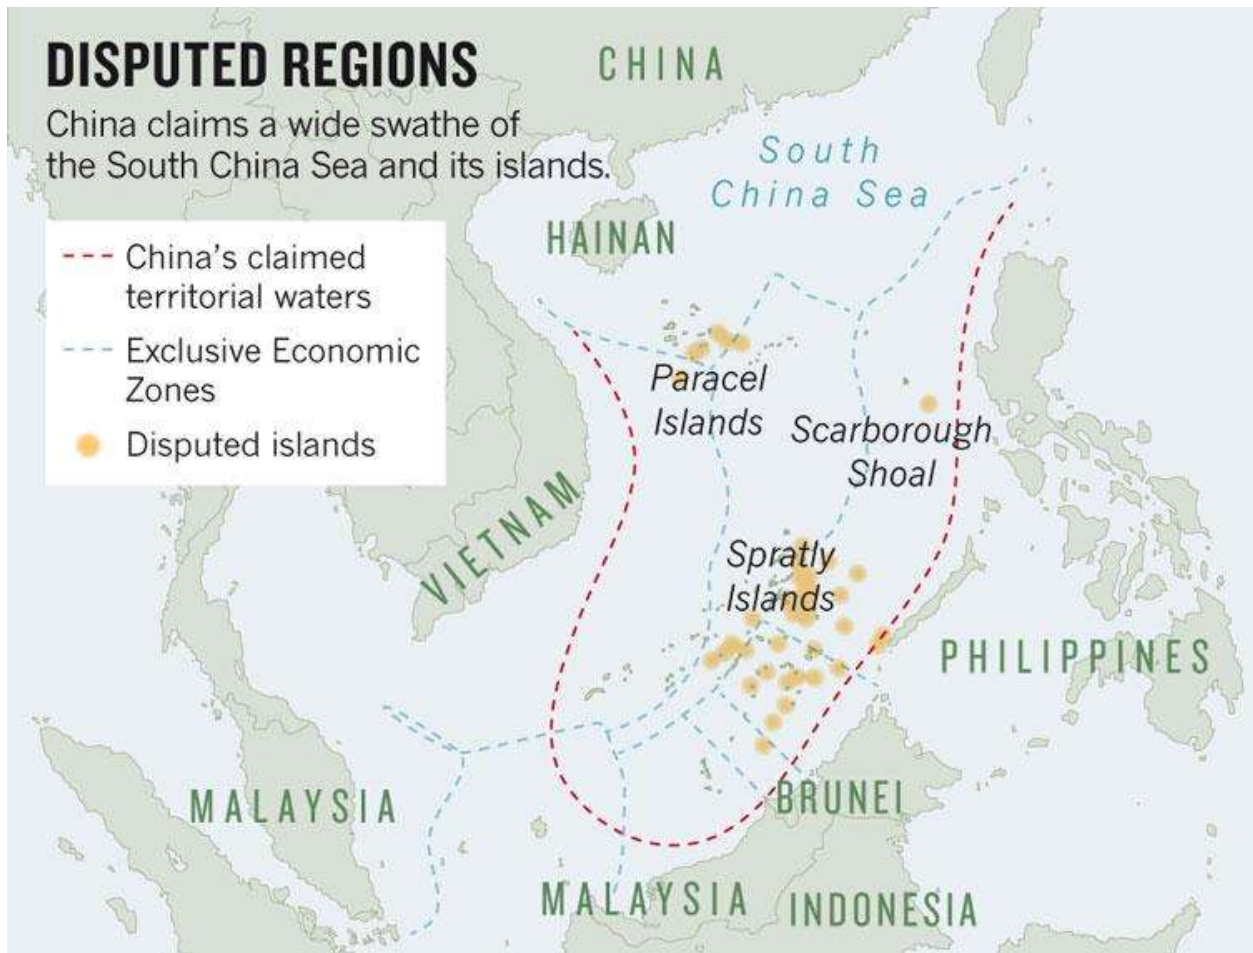 DISPUTED REGIONS
China claims a wide swathe of
the South China Sea and its islands.
China’s claimed
territorial waters
Exclusive Economic
Zones
Disputed islands
CHINA
South
China Sea
HAINAN
Paracel
Islands
Scarborough
Shoal
VIETNAM
Spratly
Islands
PHILIPPINES
MALAYSIA
BRUNEI
MALAYSIA
INDONESIA